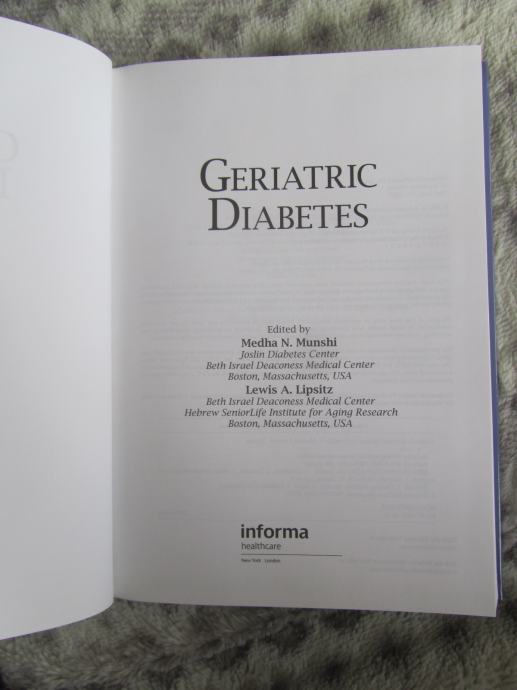 GERIATRIC
DIABETES
Edited by
Medha N. Munshi
Joslin Diabetes Center
Beth Israel Deaconess Medical Center
Boston, Massachusetts, USA
Lewis A. Lipsitz
Beth Israel Deaconess Medical Center
Hebrew SeniorLife Institute for Aging Research
Boston, Massachusetts, USA
informa
healthcare
New York London